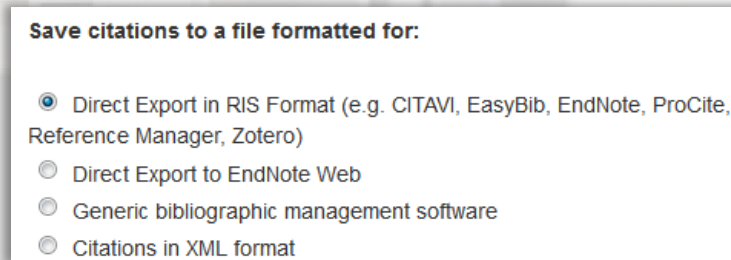 Save citations to a file formatted for:
Direct Export in RIS Format (e.g. CITAVI, EasyBib, EndNote, ProCite,
Reference Manager, Zotero)
Direct Export to EndNote Web
Generic bibliographic management software
Citations in XML format